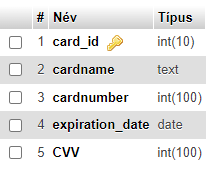 # Név Típus
1 card_id int(10)
2 cardname text
3 cardnumber int(100)
4 expiration_date date
5 CVV int(100)